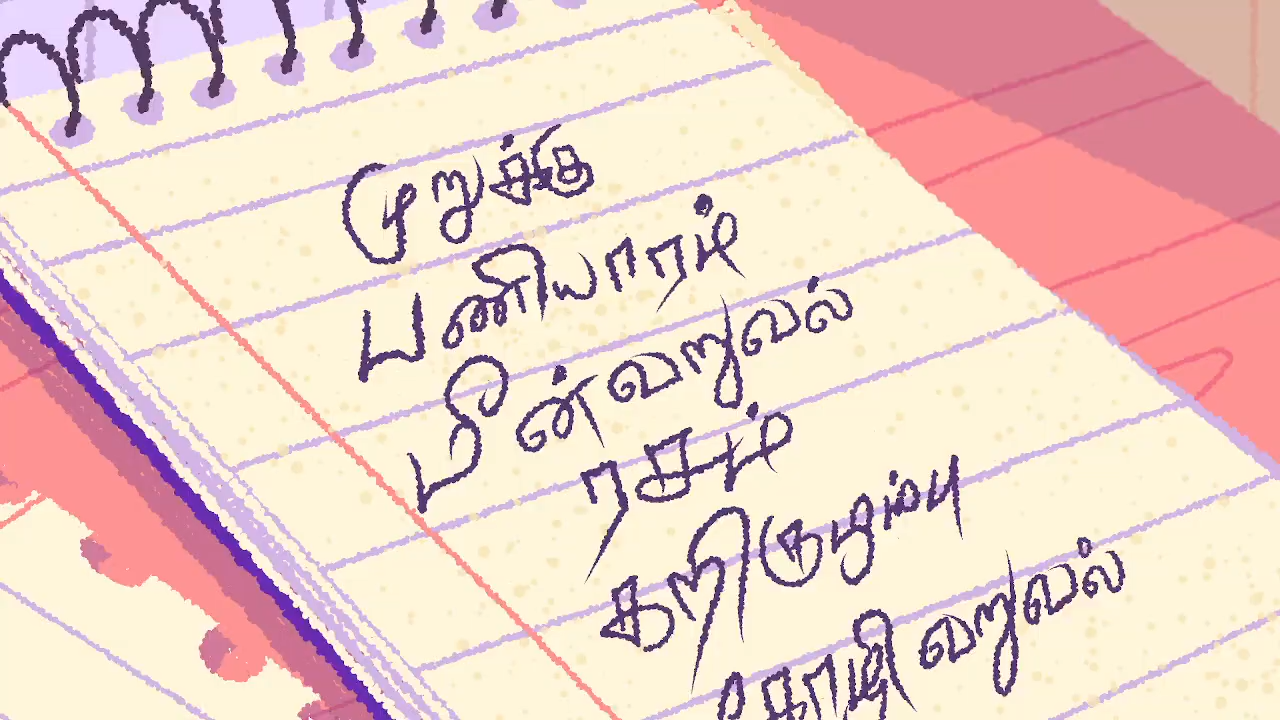 முறுக்கு
பணியாரம்
மீன் வறுவல்
ரசம்
கறி குழம்பு
கோழி வறுவல்